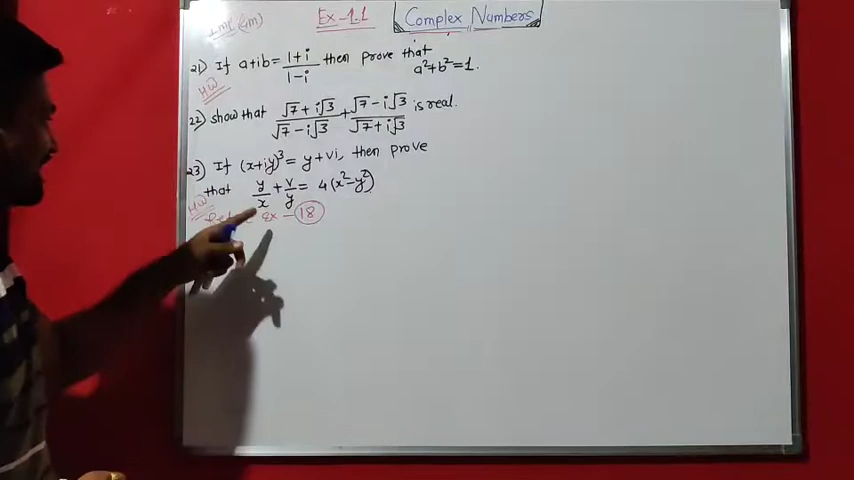 Imp (4m) Ex-1.1 Complex Numbers
21) If a+ib = (1+i)/(1-i) then prove that
HW a²+b²=1.
22) show that (√7+i√3)/(√7-i√3) + (√7-i√3)/(√7+i√3) is real.
23) If (x+iy)³ = y+vi, then prove
that y/x + v/y = 4(x²-y²)
HW Ex - 18